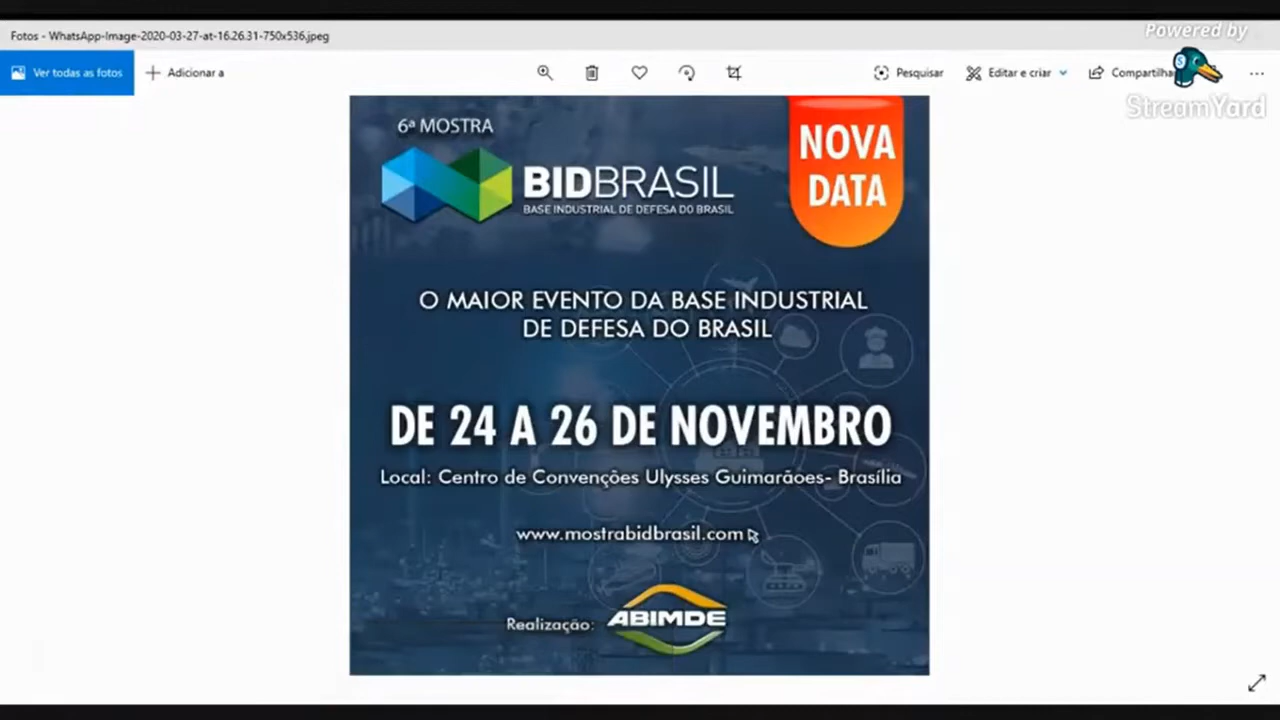 Fotos - WhatsApp-Image-2020-03-27-at-16.26.31-750x536.jpeg
Powered by
StreamYard
Ver todas as fotos
Adicionar a
Pesquisar
Editar e criar
Compartilha
6ª MOSTRA
BIDBRASIL
BASE INDUSTRIAL DE DEFESA DO BRASIL
NOVA
DATA
O MAIOR EVENTO DA BASE INDUSTRIAL
DE DEFESA DO BRASIL
DE 24 A 26 DE NOVEMBRO
Local: Centro de Convenções Ulysses Guimarãoes- Brasília
www.mostrabidbrasil.com
Realização:
ABIMDE